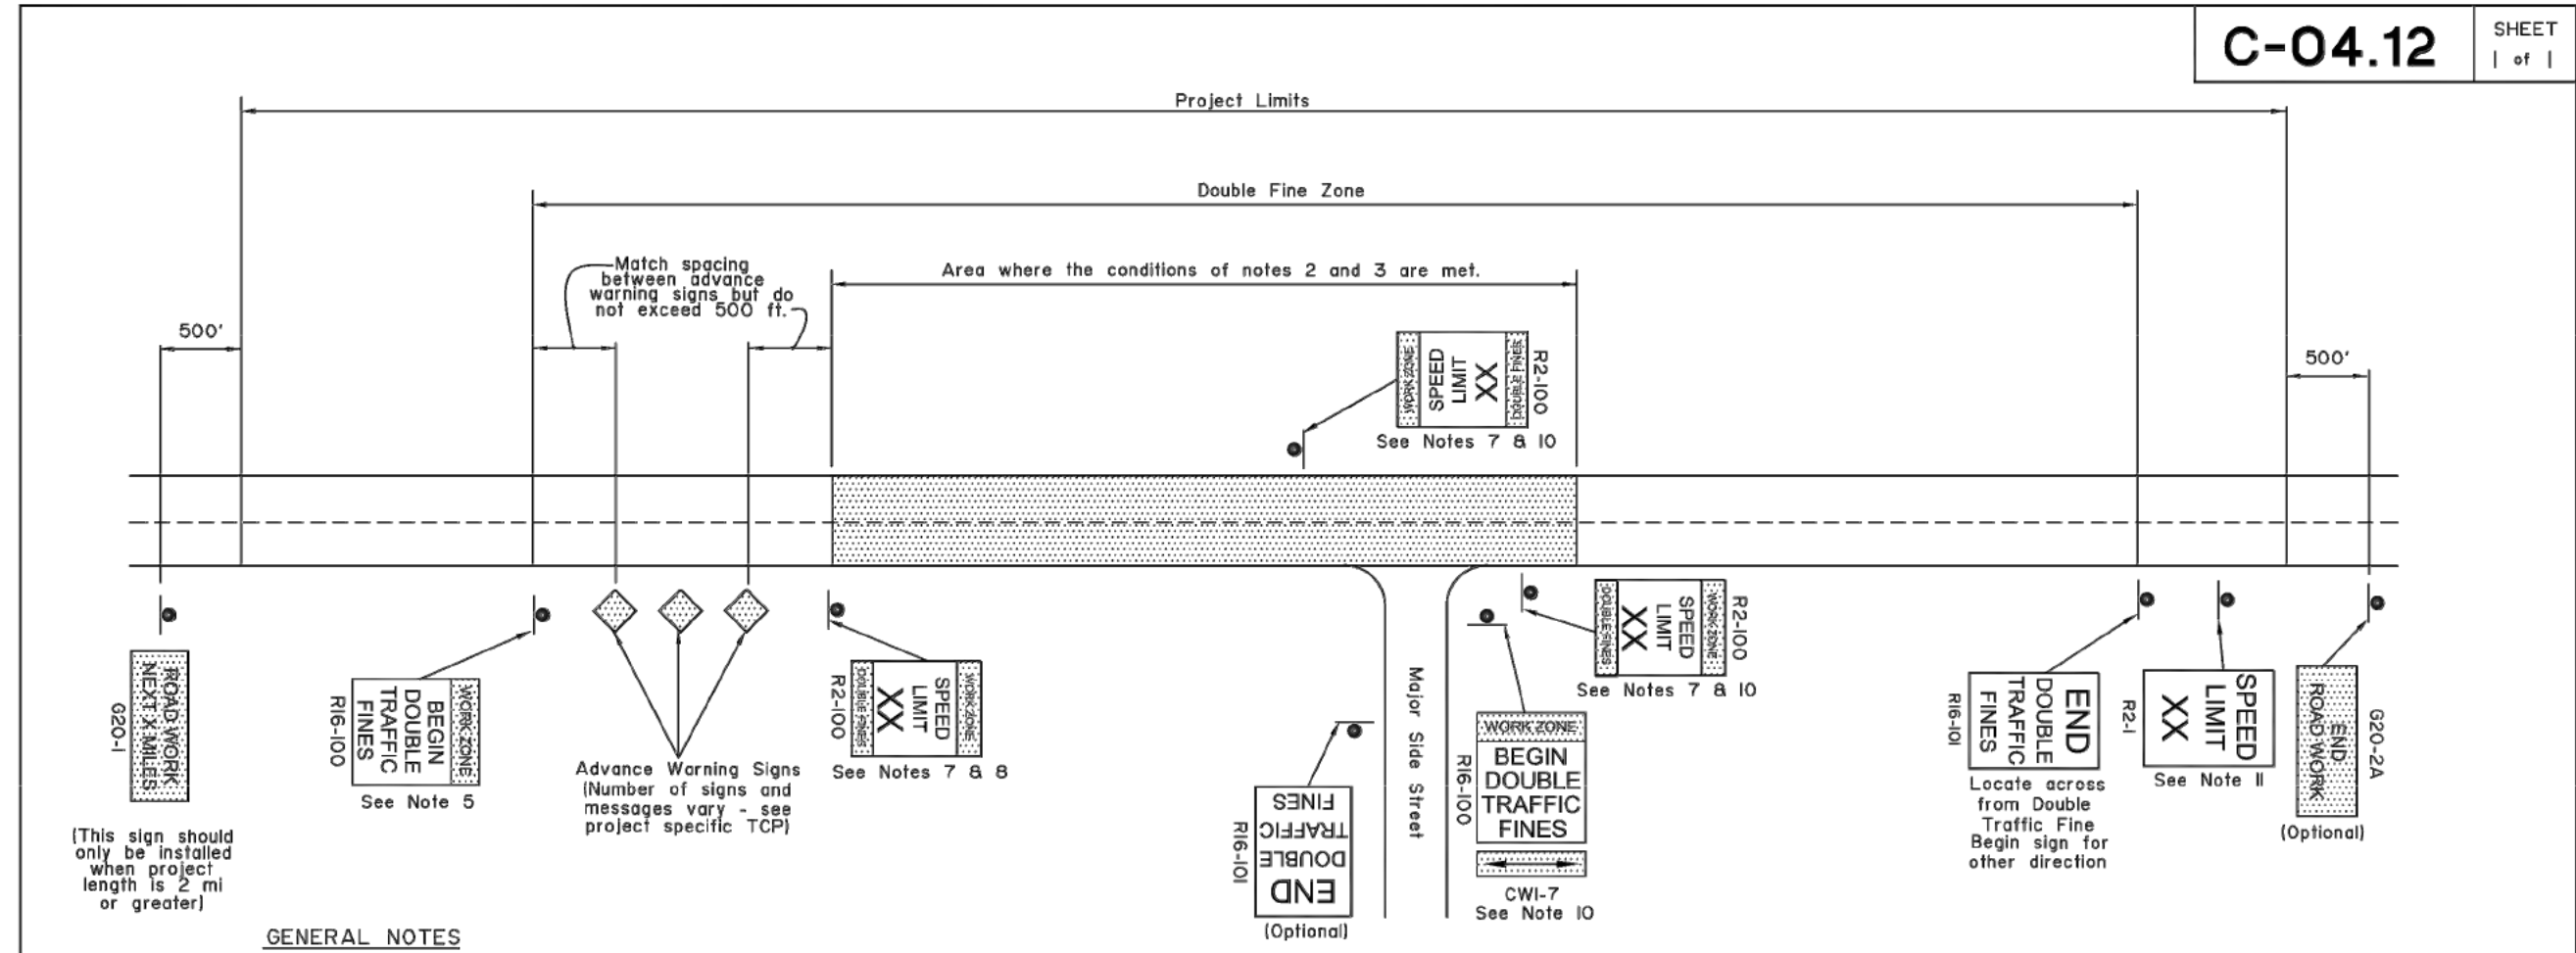 C-04.12
SHEET
1 of 1
Project Limits
Double Fine Zone
Match spacing
between advance
warning signs but do
not exceed 500 ft.
Area where the conditions of notes 2 and 3 are met.
500'
500'
WORK ZONE
SPEED
LIMIT
XX
DOUBLE FINES
R2-100
See Notes 7 & 10
ROAD WORK
NEXT X MILES
G20-1
(This sign should
only be installed
when project
length is 2 mi
or greater)
WORK ZONE
BEGIN
DOUBLE
TRAFFIC
FINES
R16-100
See Note 5
Advance Warning Signs
(Number of signs and
messages vary - see
project specific TCP)
WORK ZONE
SPEED
LIMIT
XX
DOUBLE FINES
R2-100
See Notes 7 & 8
END
DOUBLE
TRAFFIC
FINES
R16-101
(Optional)
Major Side Street
WORK ZONE
BEGIN
DOUBLE
TRAFFIC
FINES
R16-100
CW1-7
See Note 10
WORK ZONE
SPEED
LIMIT
XX
DOUBLE FINES
R2-100
See Notes 7 & 10
END
DOUBLE
TRAFFIC
FINES
R16-101
Locate across
from Double
Traffic Fine
Begin sign for
other direction
SPEED
LIMIT
XX
R2-1
See Note 11
END
ROAD WORK
G20-2A
(Optional)
GENERAL NOTES